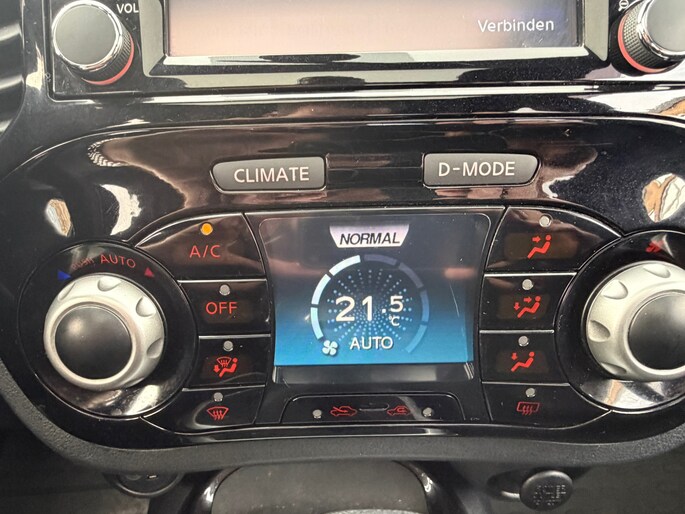 VOL
Verbinden
CLIMATE
D-MODE
NORMAL
A/C
AUTO
OFF
21.5
°C
AUTO